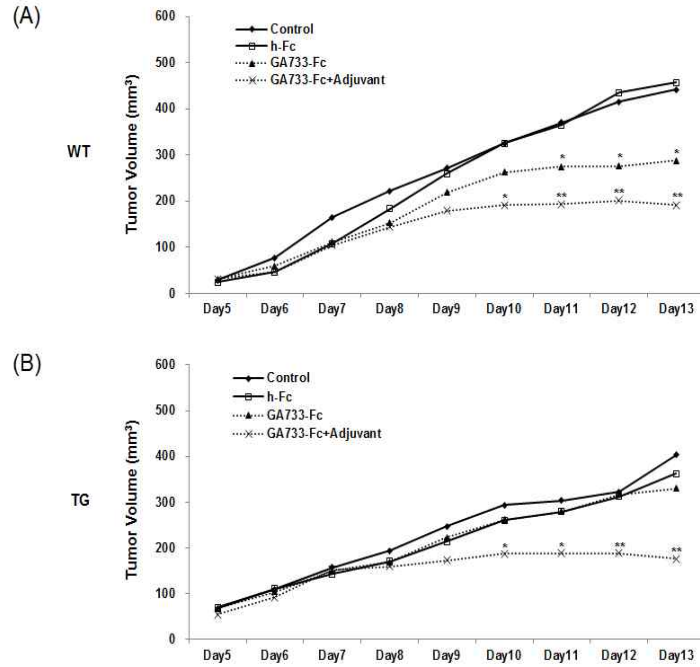 (A)
WT
Tumor Volume (mm³)
600
500
400
300
200
100
0
Control
h-Fc
GA733-Fc
GA733-Fc+Adjuvant
* * *
* ** ** **
Day5 Day6 Day7 Day8 Day9 Day10 Day11 Day12 Day13
(B)
TG
Tumor Volume (mm³)
600
500
400
300
200
100
0
Control
h-Fc
GA733-Fc
GA733-Fc+Adjuvant
* * ** **
Day5 Day6 Day7 Day8 Day9 Day10 Day11 Day12 Day13